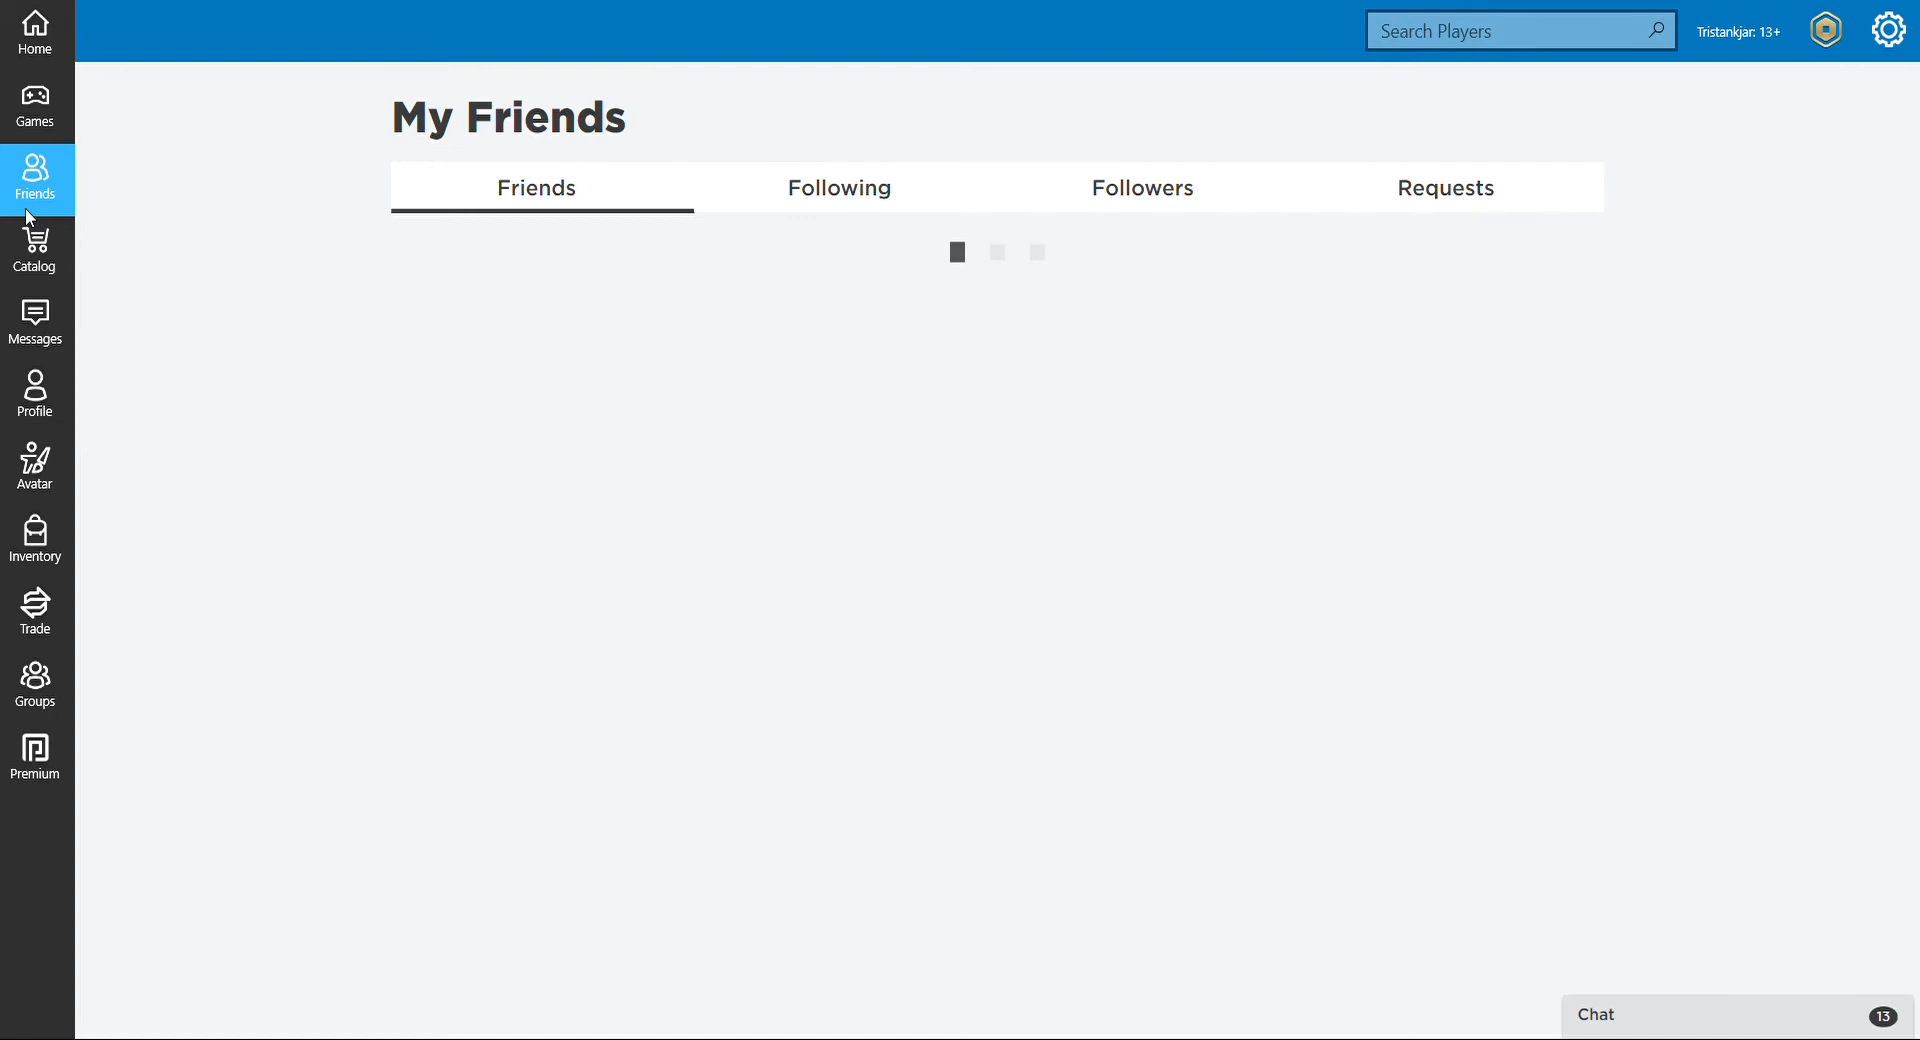 Home
Games
Friends
Catalog
Messages
Profile
Avatar
Inventory
Trade
Groups
Premium
Search Players
Tristankjar: 13+
My Friends
Friends
Following
Followers
Requests
Chat
13